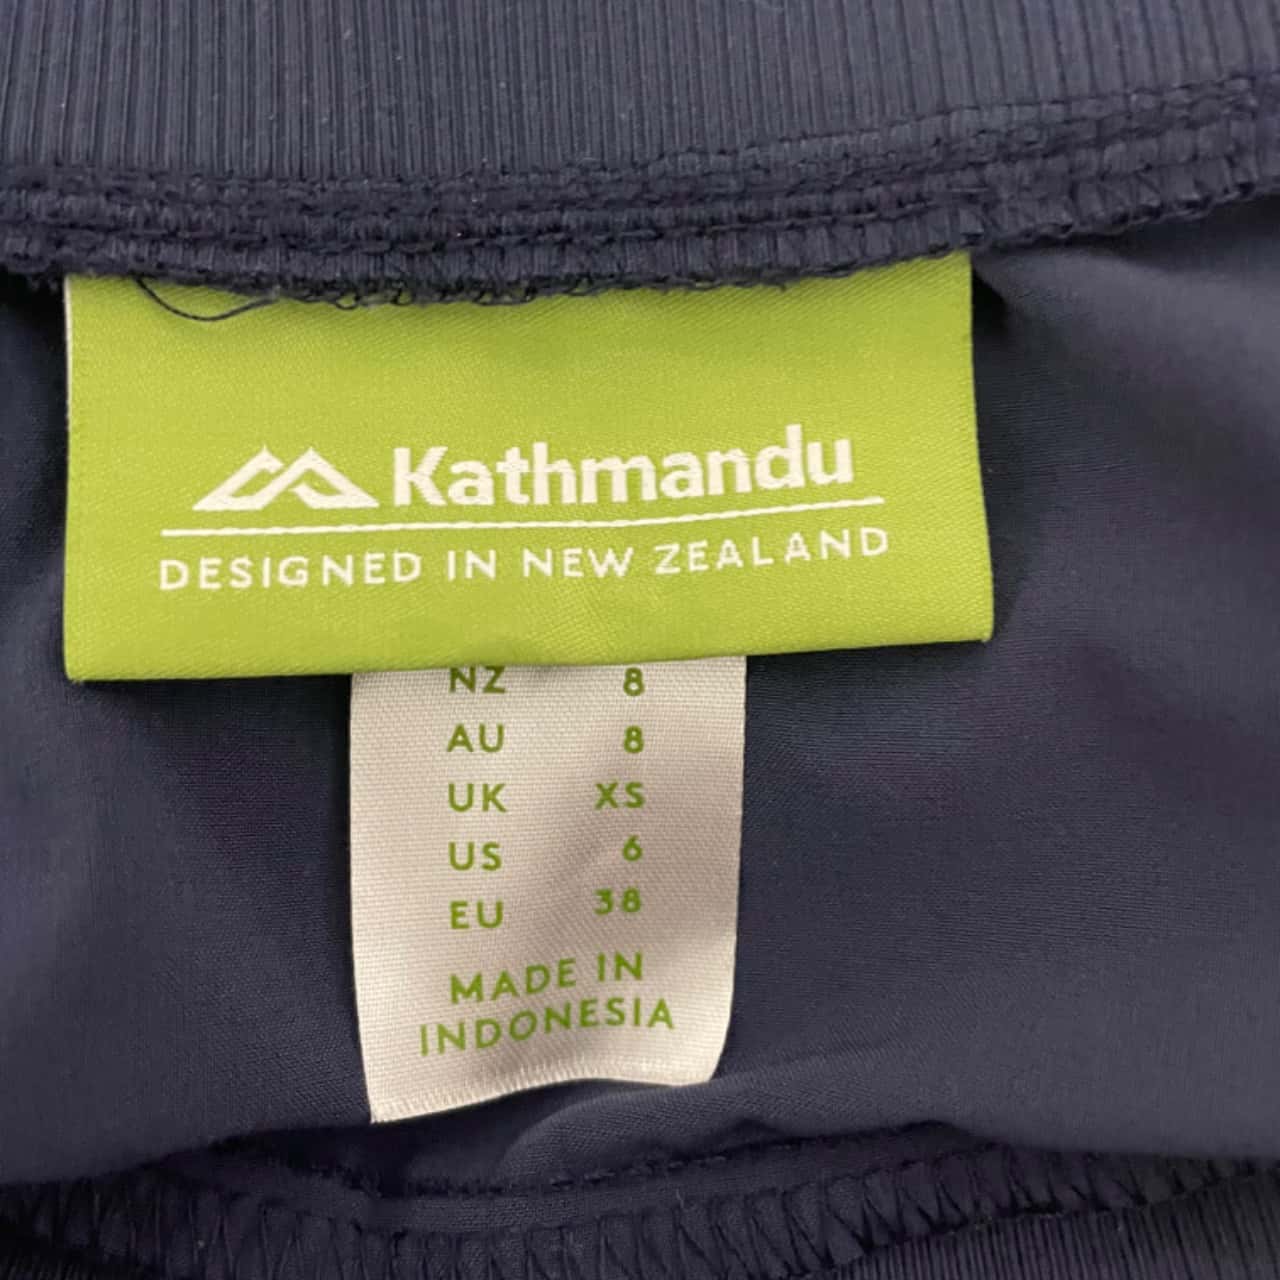 Kathmandu
DESIGNED IN NEW ZEALAND
NZ 8
AU 8
UK XS
US 6
EU 38
MADE IN
INDONESIA